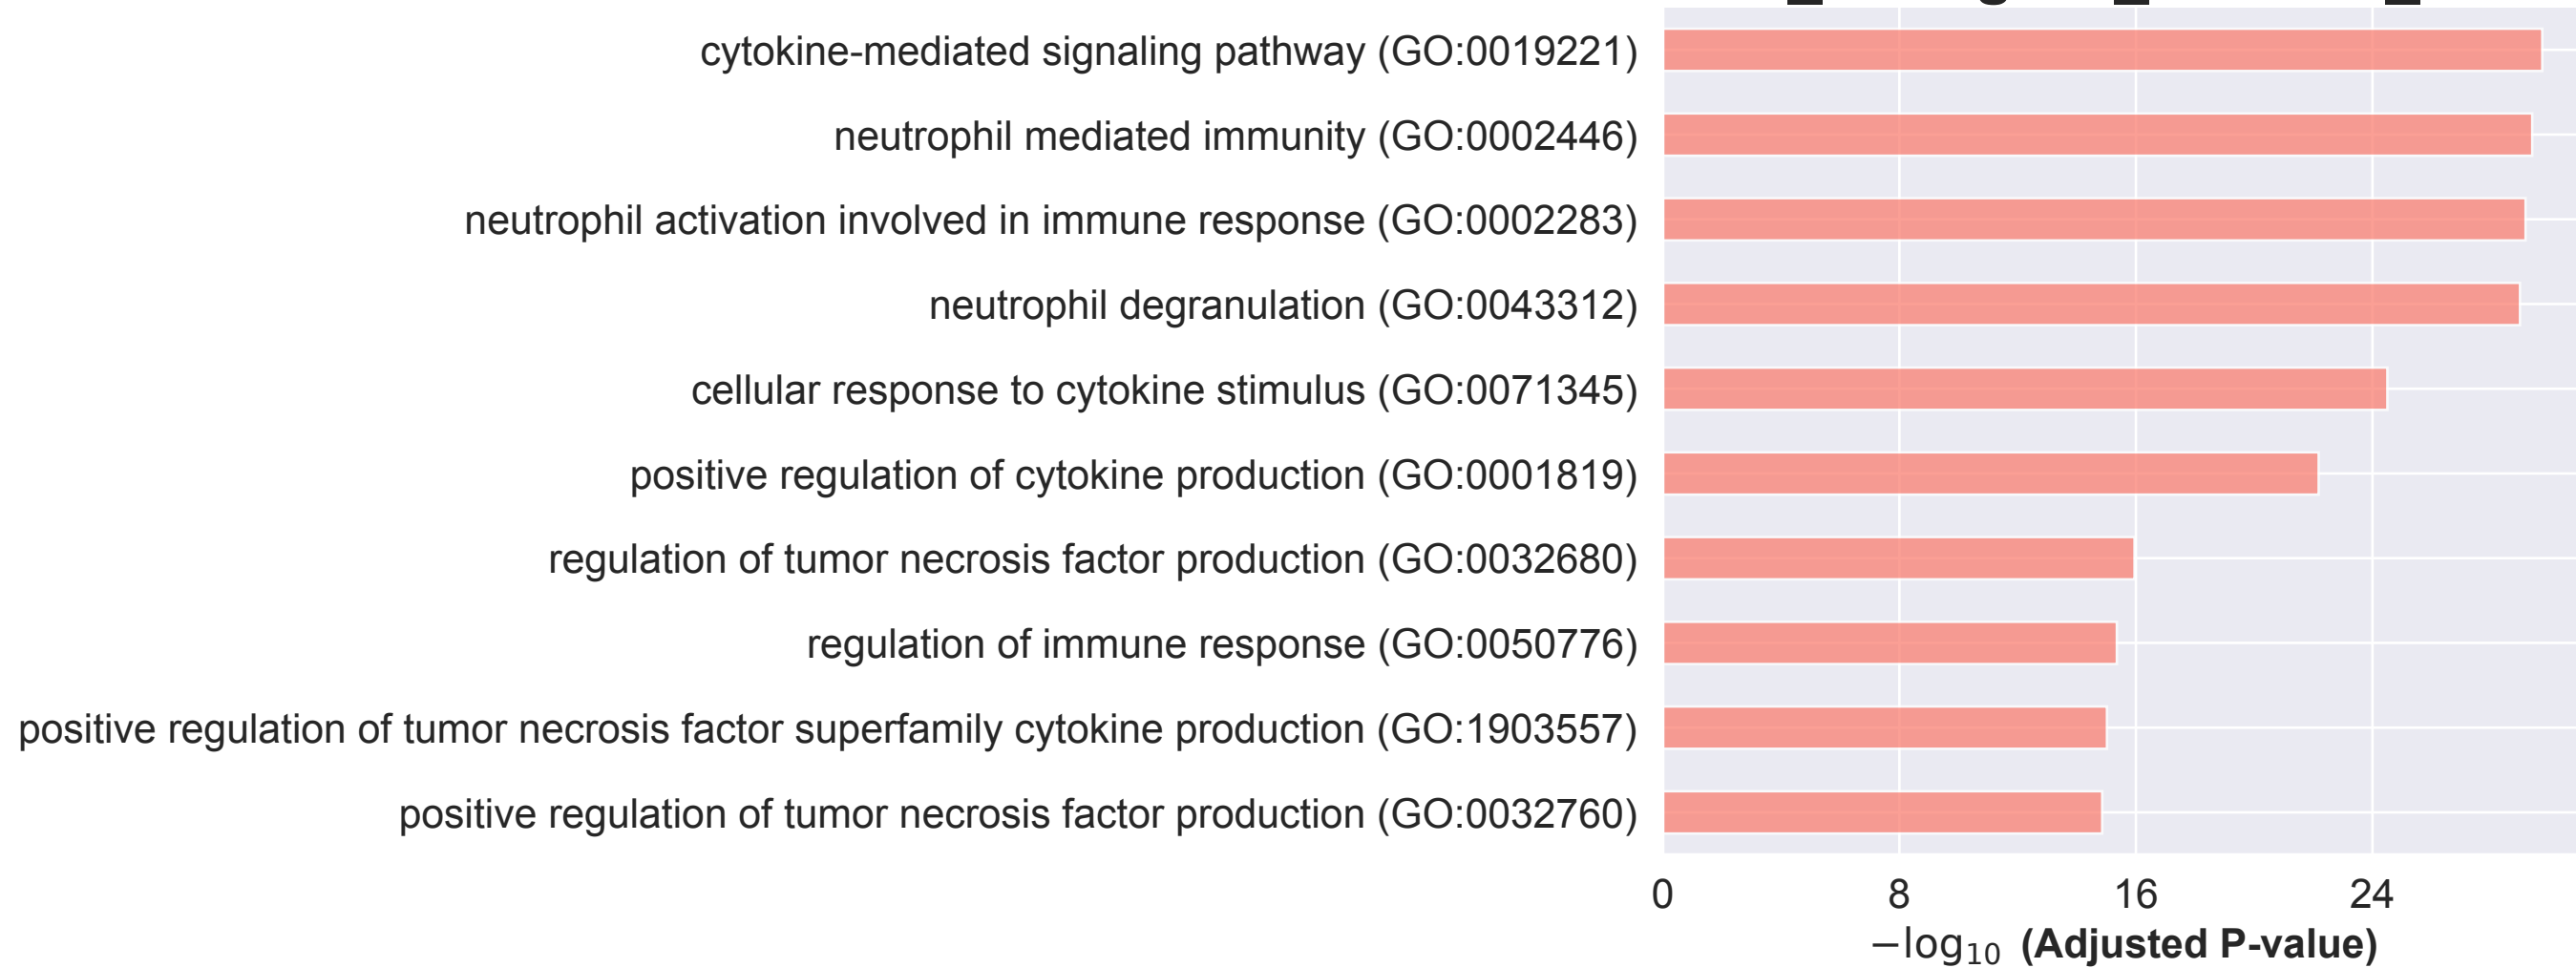 cytokine-mediated signaling pathway (GO:0019221)
neutrophil mediated immunity (GO:0002446)
neutrophil activation involved in immune response (GO:0002283)
neutrophil degranulation (GO:0043312)
cellular response to cytokine stimulus (GO:0071345)
positive regulation of cytokine production (GO:0001819)
regulation of tumor necrosis factor production (GO:0032680)
regulation of immune response (GO:0050776)
positive regulation of tumor necrosis factor superfamily cytokine production (GO:1903557)
positive regulation of tumor necrosis factor production (GO:0032760)
0 8 16 24
−log₁₀ (Adjusted P-value)